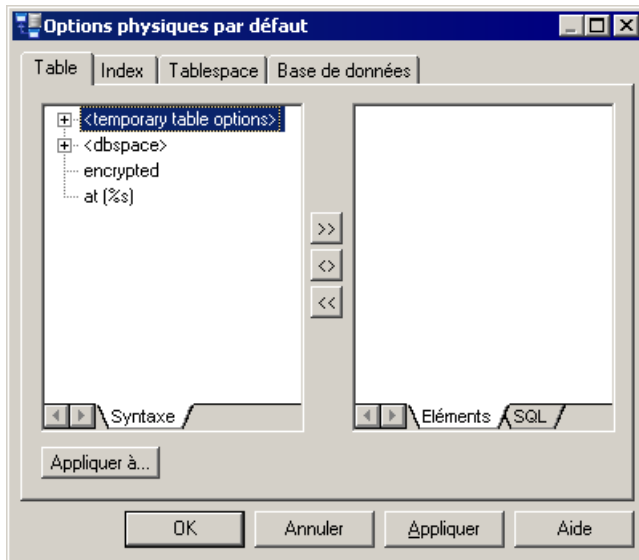 Options physiques par défaut
Table Index Tablespace Base de données
<temporary table options>
<dbspace>
encrypted
at (%s)
>>
<>
<<
Syntaxe Eléments SQL
Appliquer à...
OK Annuler Appliquer Aide